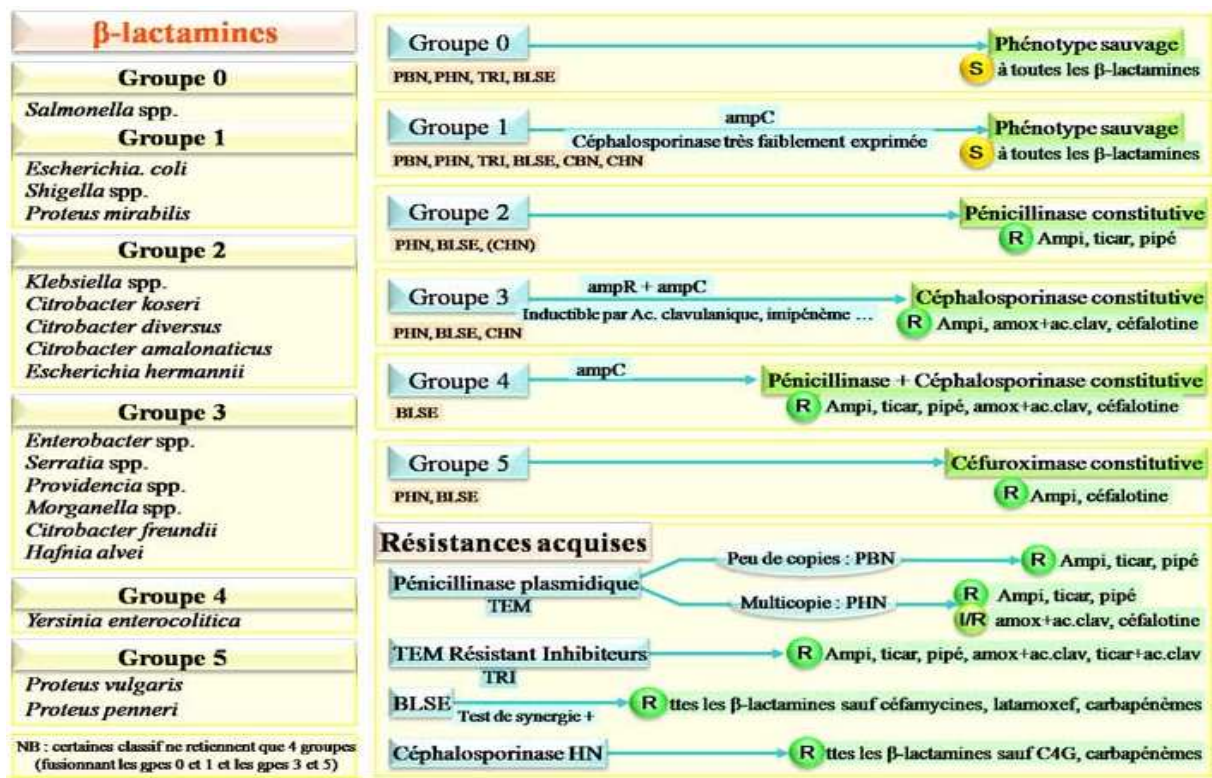 β-lactamines
Groupe 0
Salmonella spp.
Groupe 1
Escherichia. coli
Shigella spp.
Proteus mirabilis
Groupe 2
Klebsiella spp.
Citrobacter koseri
Citrobacter diversus
Citrobacter amalonaticus
Escherichia hermannii
Groupe 3
Enterobacter spp.
Serratia spp.
Providencia spp.
Morganella spp.
Citrobacter freundii
Hafnia alvei
Groupe 4
Yersinia enterocolitica
Groupe 5
Proteus vulgaris
Proteus penneri
NB : certaines classif ne retiennent que 4 groupes
(fusionnant les gpes 0 et 1 et les gpes 3 et 5)
Groupe 0 Phénotype sauvage
PBN, PHN, TRI, BLSE S à toutes les β-lactamines
ampC
Groupe 1 Céphalosporinase très faiblement exprimée Phénotype sauvage
PBN, PHN, TRI, BLSE, CBN, CHN S à toutes les β-lactamines
Groupe 2 Pénicillinase constitutive
PHN, BLSE, (CHN) R Ampi, ticar, pipé
ampR + ampC
Groupe 3 Inductible par Ac. clavulanique, imipénème ... Céphalosporinase constitutive
PHN, BLSE, CHN R Ampi, amox+ac.clav, céfalotine
Groupe 4 ampC Pénicillinase + Céphalosporinase constitutive
BLSE R Ampi, ticar, pipé, amox+ac.clav, céfalotine
Groupe 5 Céfuroximase constitutive
PHN, BLSE R Ampi, céfalotine
Résistances acquises
Peu de copies : PBN R Ampi, ticar, pipé
Pénicillinase plasmidique
TEM
Multicopie : PHN R Ampi, ticar, pipé
I/R amox+ac.clav, céfalotine
TEM Résistant Inhibiteurs R Ampi, ticar, pipé, amox+ac.clav, ticar+ac.clav
TRI
BLSE R ttes les β-lactamines sauf céfamycines, latamoxef, carbapénèmes
Test de synergie +
Céphalosporinase HN R ttes les β-lactamines sauf C4G, carbapénèmes